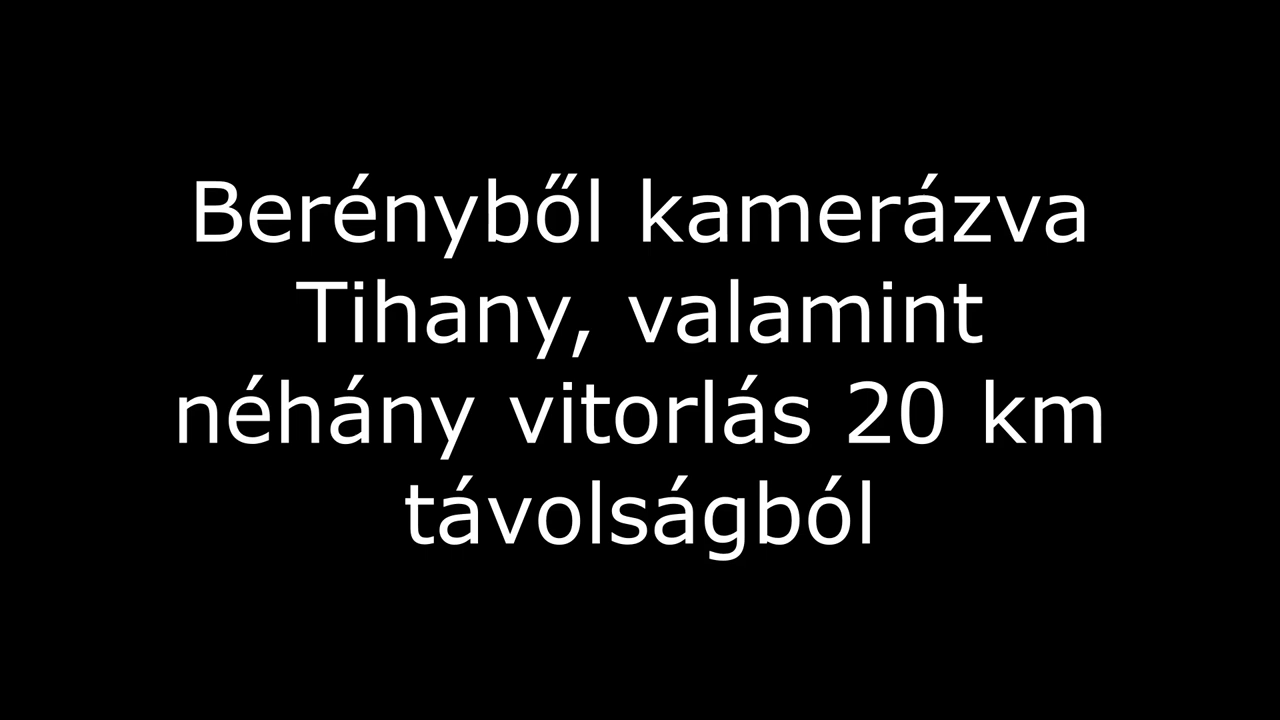 Berényből kamerázva
Tihany, valamint
néhány vitorlás 20 km
távolságból